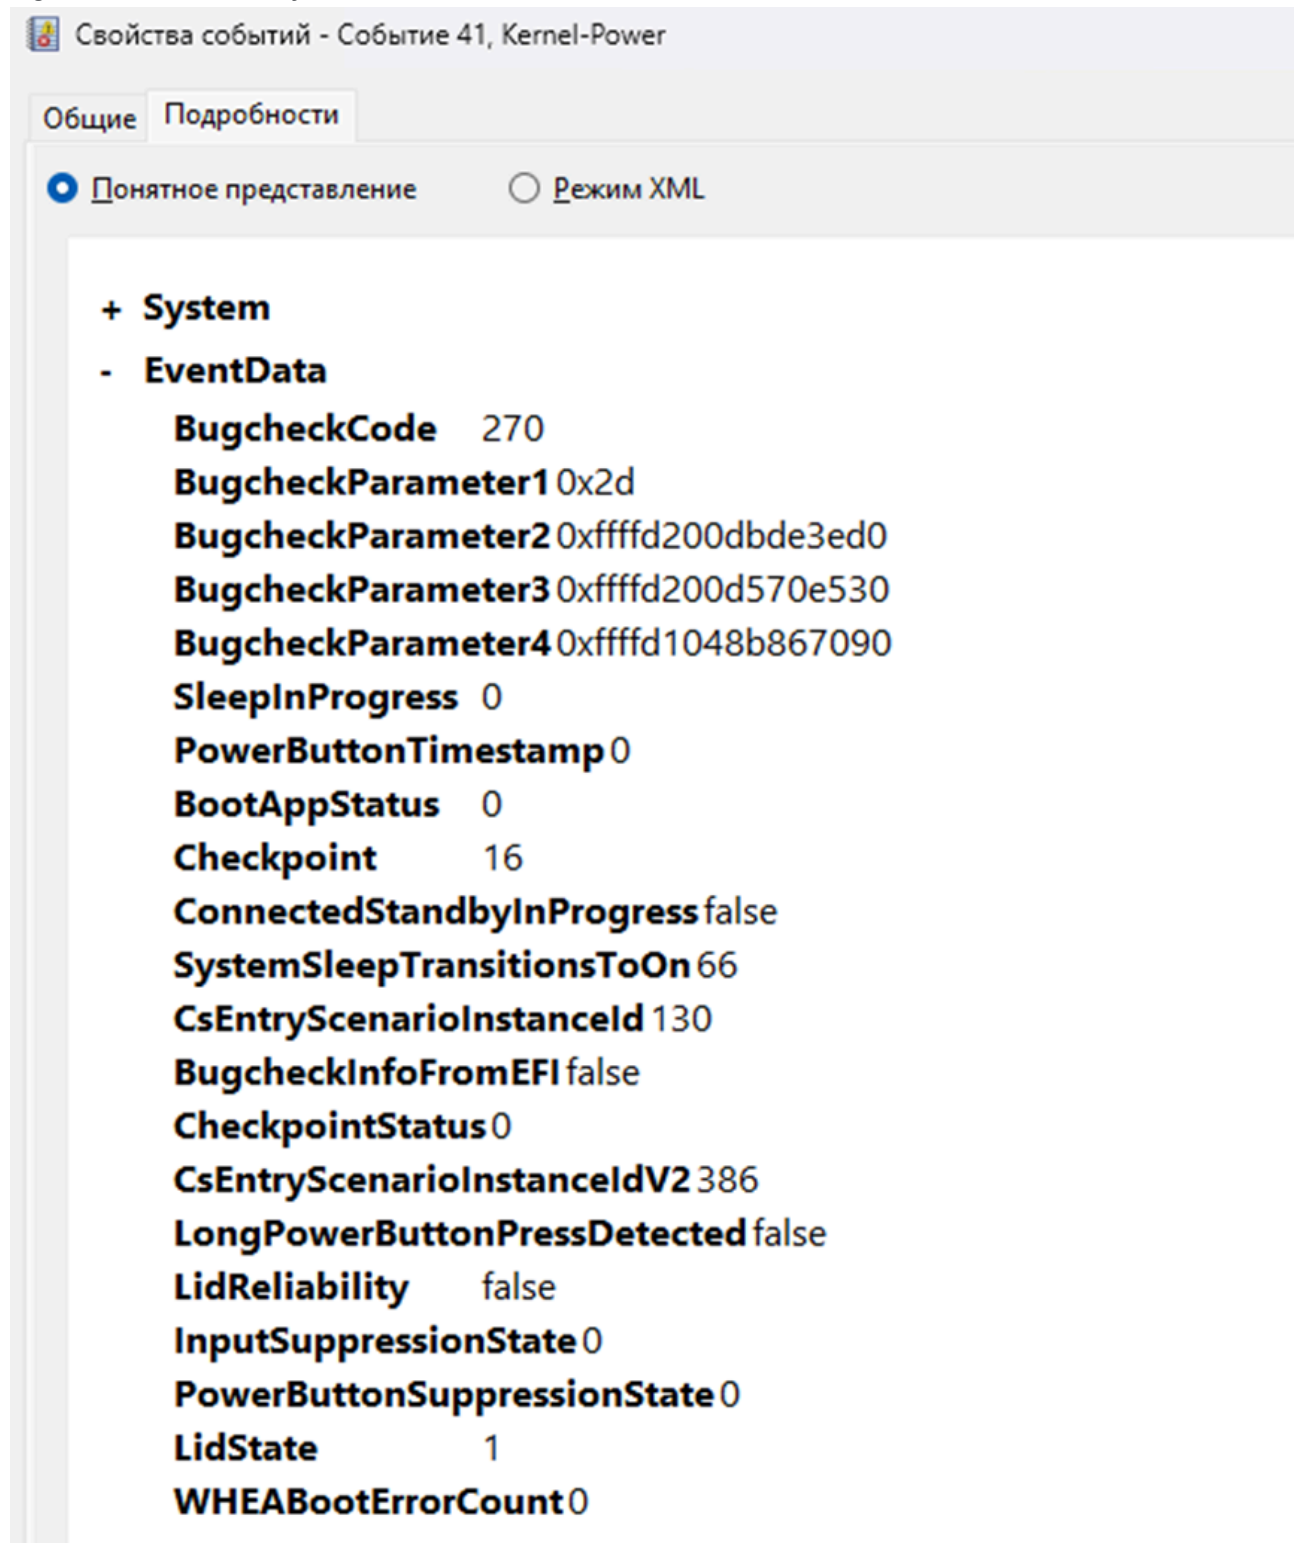 Свойства событий - Событие 41, Kernel-Power
Общие Подробности
Понятное представление Режим XML
+ System
- EventData
BugcheckCode 270
BugcheckParameter1 0x2d
BugcheckParameter2 0xffffd200dbde3ed0
BugcheckParameter3 0xffffd200d570e530
BugcheckParameter4 0xffffd1048b867090
SleepInProgress 0
PowerButtonTimestamp 0
BootAppStatus 0
Checkpoint 16
ConnectedStandbyInProgress false
SystemSleepTransitionsToOn 66
CsEntryScenarioInstanceId 130
BugcheckInfoFromEFI false
CheckpointStatus 0
CsEntryScenarioInstanceIdV2 386
LongPowerButtonPressDetected false
LidReliability false
InputSuppressionState 0
PowerButtonSuppressionState 0
LidState 1
WHEABootErrorCount 0